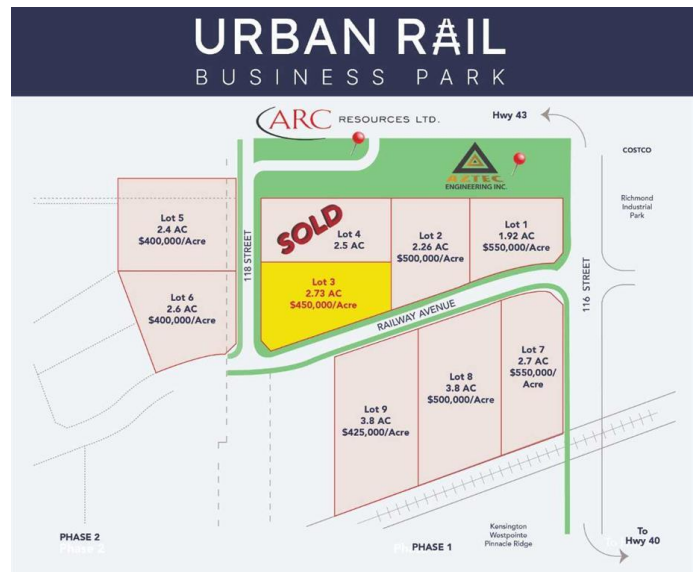 URBAN RAIL
BUSINESS PARK
ARC RESOURCES LTD.
Hwy 43
COSTCO
AZTEC
ENGINEERING INC.
Richmond
Industrial
Park
Lot 5
2.4 AC
$400,000/Acre
118 STREET
SOLD
Lot 4
2.5 AC
Lot 2
2.26 AC
$500,000/Acre
Lot 1
1.92 AC
$550,000/Acre
Lot 6
2.6 AC
$400,000/Acre
Lot 3
2.73 AC
$450,000/Acre
116 STREET
RAILWAY AVENUE
Lot 7
2.7 AC
$550,000/
Acre
Lot 8
3.8 AC
$500,000/Acre
Lot 9
3.8 AC
$425,000/Acre
PHASE 2
Phase 2
PHASE 1
Kensington
Westpointe
Pinnacle Ridge
To
Hwy 40